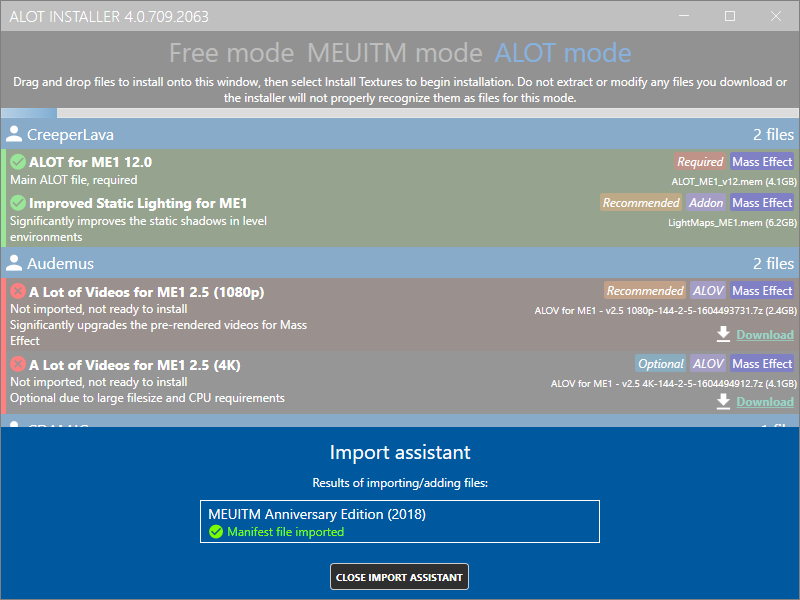 ALOT INSTALLER 4.0.709.2063
Free mode MEUITM mode ALOT mode
Drag and drop files to install onto this window, then select Install Textures to begin installation. Do not extract or modify any files you download or
the installer will not properly recognize them as files for this mode.
CreeperLava 2 files
ALOT for ME1 12.0 Required Mass Effect
Main ALOT file, required ALOT_ME1_v12.mem (4.1GB)
Improved Static Lighting for ME1 Recommended Addon Mass Effect
Significantly improves the static shadows in level LightMaps_ME1.mem (6.2GB)
environments
Audemus 2 files
A Lot of Videos for ME1 2.5 (1080p) Recommended ALOV Mass Effect
Not imported, not ready to install ALOV for ME1 - v2.5 1080p-144-2-5-1604493731.7z (2.4GB)
Significantly upgrades the pre-rendered videos for Mass
Effect Download
A Lot of Videos for ME1 2.5 (4K) Optional ALOV Mass Effect
Not imported, not ready to install ALOV for ME1 - v2.5 4K-144-2-5-1604494912.7z (4.1GB)
Optional due to large filesize and CPU requirements Download
Import assistant
Results of importing/adding files:
MEUITM Anniversary Edition (2018)
Manifest file imported
CLOSE IMPORT ASSISTANT